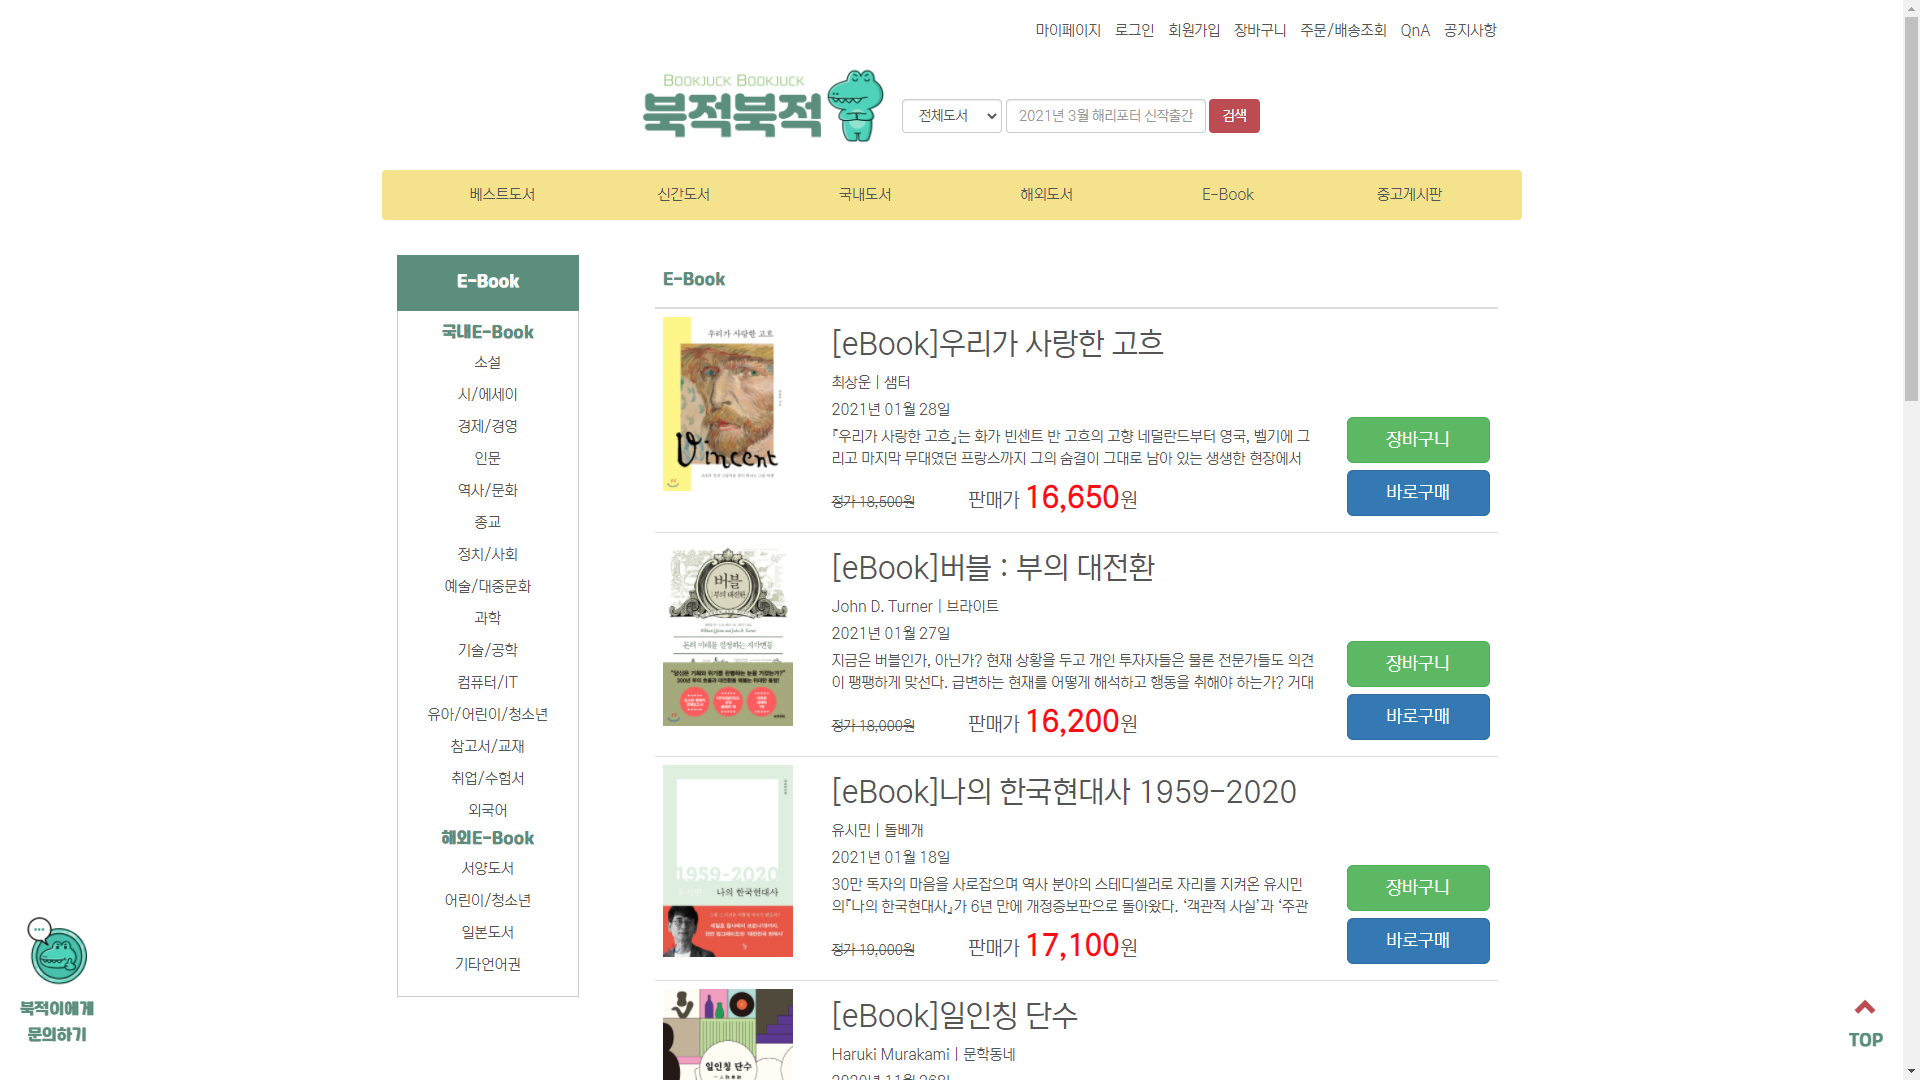 마이페이지 로그인 회원가입 장바구니 주문/배송조회 QnA 공지사항
BOOKJUCK BOOKJUCK
북적북적
전체도서
2021년 3월 해리포터 신작출간
검색
베스트도서 신간도서 국내도서 해외도서 E-Book 중고게시판
E-Book
국내E-Book
소설
시/에세이
경제/경영
인문
역사/문화
종교
정치/사회
예술/대중문화
과학
기술/공학
컴퓨터/IT
유아/어린이/청소년
참고서/교재
취업/수험서
외국어
해외E-Book
서양도서
어린이/청소년
일본도서
기타언어권
E-Book
우리가 사랑한 고흐
Vincent
[eBook]우리가 사랑한 고흐
최상운 | 샘터
2021년 01월 28일
『우리가 사랑한 고흐』는 화가 빈센트 반 고흐의 고향 네덜란드부터 영국, 벨기에 그
리고 마지막 무대였던 프랑스까지 그의 숨결이 그대로 남아 있는 생생한 현장에서
정가 18,500원 판매가 16,650원
장바구니
바로구매
버블
부의 대전환
돈의 미래를 결정하는 지각변동
[eBook]버블 : 부의 대전환
John D. Turner | 브라이트
2021년 01월 27일
지금은 버블인가, 아닌가? 현재 상황을 두고 개인 투자자들은 물론 전문가들도 의견
이 팽팽하게 맞선다. 급변하는 현재를 어떻게 해석하고 행동을 취해야 하는가? 거대
정가 18,000원 판매가 16,200원
장바구니
바로구매
1959-2020
유시민 나의 한국현대사
[eBook]나의 한국현대사 1959-2020
유시민 | 돌베개
2021년 01월 18일
30만 독자의 마음을 사로잡으며 역사 분야의 스테디셀러로 자리를 지켜온 유시민
의『나의 한국현대사』가 6년 만에 개정증보판으로 돌아왔다. ‘객관적 사실’과 ‘주관
정가 19,000원 판매가 17,100원
장바구니
바로구매
일인칭 단수
[eBook]일인칭 단수
Haruki Murakami | 문학동네
2020년 11월 26일
북적이에게
문의하기
TOP